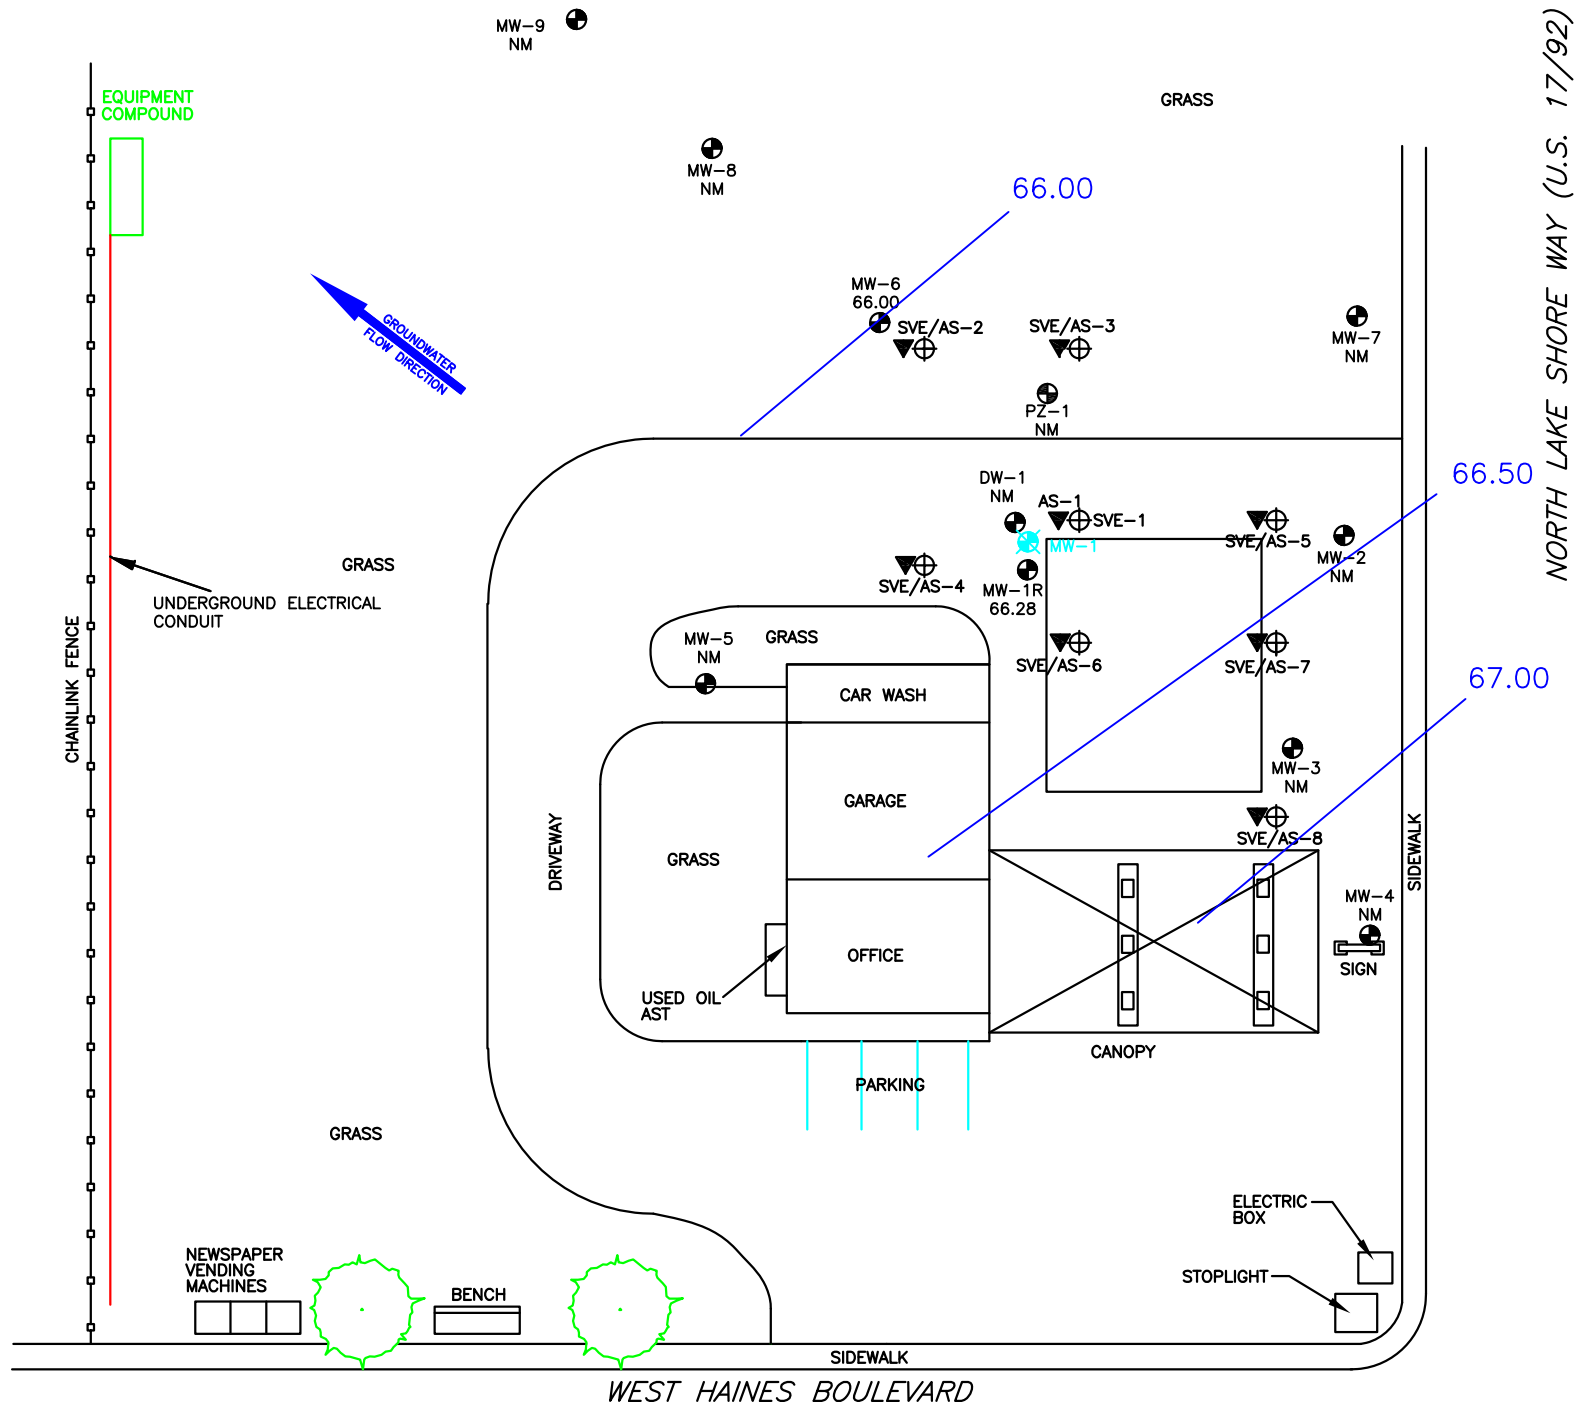 MW-9
NM
EQUIPMENT
COMPOUND
GRASS
NORTH LAKE SHORE WAY (U.S. 17/92)
MW-8
NM
66.00
MW-6
66.00
SVE/AS-2
SVE/AS-3
MW-7
NM
GROUNDWATER
FLOW DIRECTION
PZ-1
NM
66.50
DW-1
NM
AS-1
SVE-1
MW-1
SVE/AS-5
MW-2
NM
GRASS
SVE/AS-4
MW-1R
66.28
UNDERGROUND ELECTRICAL
CONDUIT
CHAINLINK FENCE
MW-5
NM
GRASS
SVE/AS-6
SVE/AS-7
67.00
CAR WASH
MW-3
NM
GARAGE
SVE/AS-8
DRIVEWAY
GRASS
SIDEWALK
MW-4
NM
OFFICE
SIGN
USED OIL
AST
CANOPY
PARKING
GRASS
ELECTRIC
BOX
NEWSPAPER
VENDING
MACHINES
STOPLIGHT
BENCH
SIDEWALK
WEST HAINES BOULEVARD